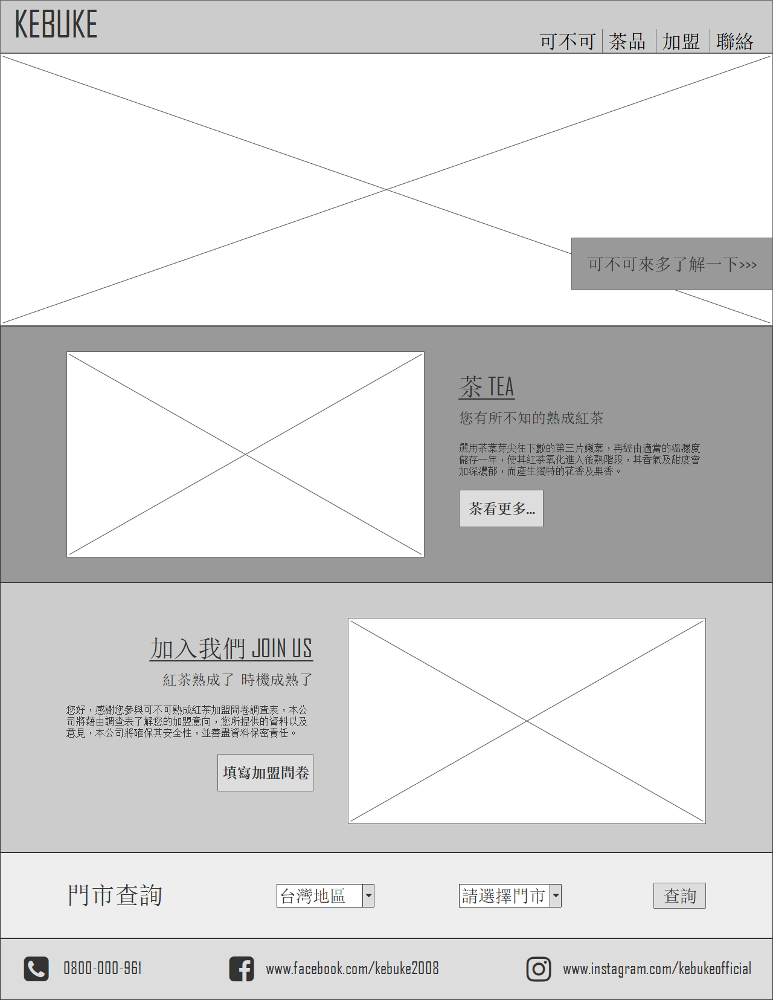 KEBUKE
可不可 茶品 加盟 聯絡
可不可來多了解一下>>>
茶 TEA
您有所不知的熟成紅茶
選用茶葉芽尖往下數的第三片嫩葉，再經由適當的溫濕度
儲存一年，使其紅茶氧化進入後熟階段，其香氣及甜度會
加深濃郁，而產生獨特的花香及果香。
茶看更多...
加入我們 JOIN US
紅茶熟成了 時機成熟了
您好，感謝您參與可不可熟成紅茶加盟問卷調查表，本公
司將藉由調查表了解您的加盟意向，您所提供的資料以及
意見，本公司將確保其安全性，並善盡資料保密責任。
填寫加盟問卷
門市查詢 台灣地區 請選擇門市 查詢
0800-000-961 www.facebook.com/kebuke2008 www.instagram.com/kebukeofficial